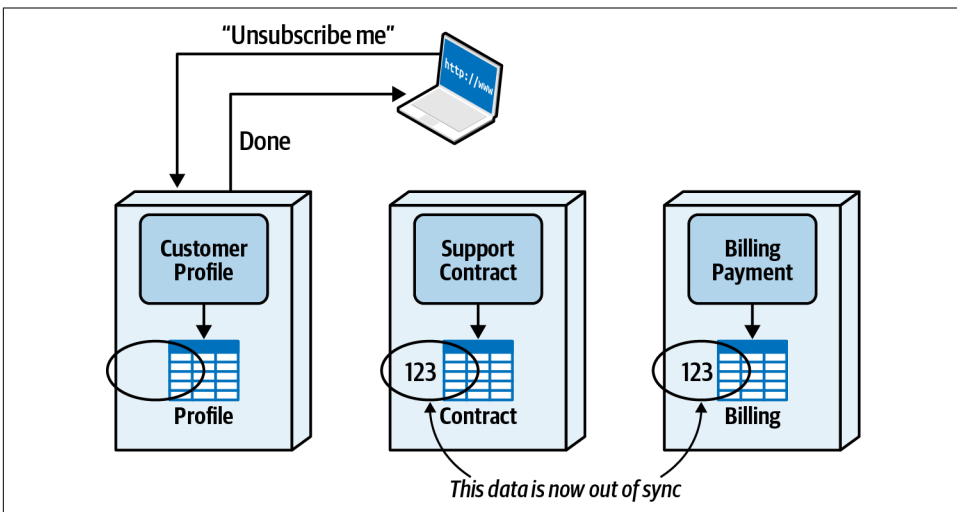 “Unsubscribe me”
http://www
Done
Customer
Profile
Support
Contract
Billing
Payment
123
123
Profile
Contract
Billing
This data is now out of sync